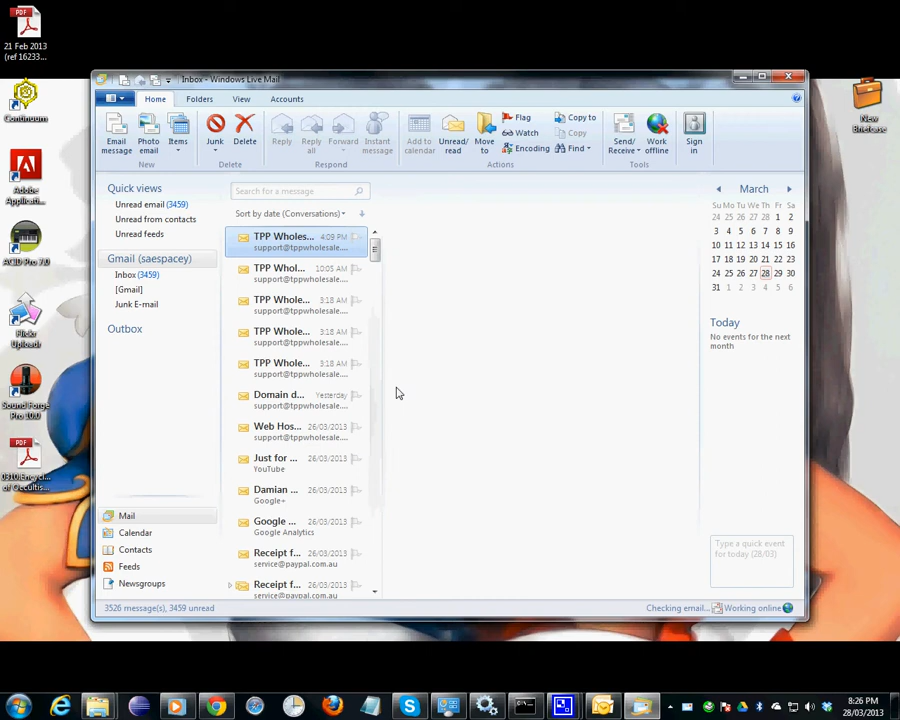 21 Feb 2013
(ref 16233...
Continuum
Adobe
Applicati...
ACID Pro 7.0
Flickr
Uploadr
Sound Forge
Pro 10.0
0310\Encycl...
of Occultis...
New
Briefcase
Inbox - Windows Live Mail
Home Folders View Accounts
Email message
Photo email
Items
New
Junk
Delete
Delete
Reply
Reply all
Forward
Instant message
Respond
Add to calendar
Unread/ read
Move to
Flag
Watch
Encoding
Copy to
Copy
Find
Actions
Send/ Receive
Work offline
Tools
Sign in
Quick views
Unread email (3459)
Unread from contacts
Unread feeds
Gmail (saespacey)
Inbox (3459)
[Gmail]
Junk E-mail
Outbox
Mail
Calendar
Contacts
Feeds
Newsgroups
Search for a message
Sort by date (Conversations)
TPP Wholes... 4:09 PM
support@tppwholesale....
TPP Whol... 10:05 AM
support@tppwholesale....
TPP Whole... 3:18 AM
support@tppwholesale....
TPP Whole... 3:18 AM
support@tppwholesale....
TPP Whole... 3:18 AM
support@tppwholesale....
Domain d... Yesterday
support@tppwholesale....
Web Hos... 26/03/2013
support@tppwholesale....
Just for ... 26/03/2013
YouTube
Damian ... 26/03/2013
Google+
Google ... 26/03/2013
Google Analytics
Receipt f... 26/03/2013
service@paypal.com.au
Receipt f... 26/03/2013
service@paypal.com.au
March
Su Mo Tu We Th Fr Sa
24 25 26 27 28 1 2
3 4 5 6 7 8 9
10 11 12 13 14 15 16
17 18 19 20 21 22 23
24 25 26 27 28 29 30
31 1 2 3 4 5 6
Today
No events for the next
month
Type a quick event
for today (28/03)
3526 message(s), 3459 unread
Checking email...
Working online
8:26 PM
28/03/2013